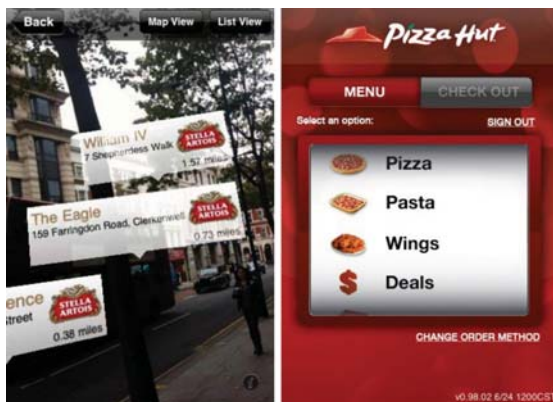 Back
Map View
List View
William IV
7 Shepherdess Walk
STELLA
ARTOIS
1.57 miles
The Eagle
159 Farringdon Road, Clerkenwell
STELLA
ARTOIS
0.73 miles
ence
Street
STELLA
ARTOIS
0.38 miles
Pizza Hut
MENU
CHECK OUT
Select an option:
SIGN OUT
Pizza
Pasta
Wings
Deals
CHANGE ORDER METHOD
v0.98.02 6/24 1200CST